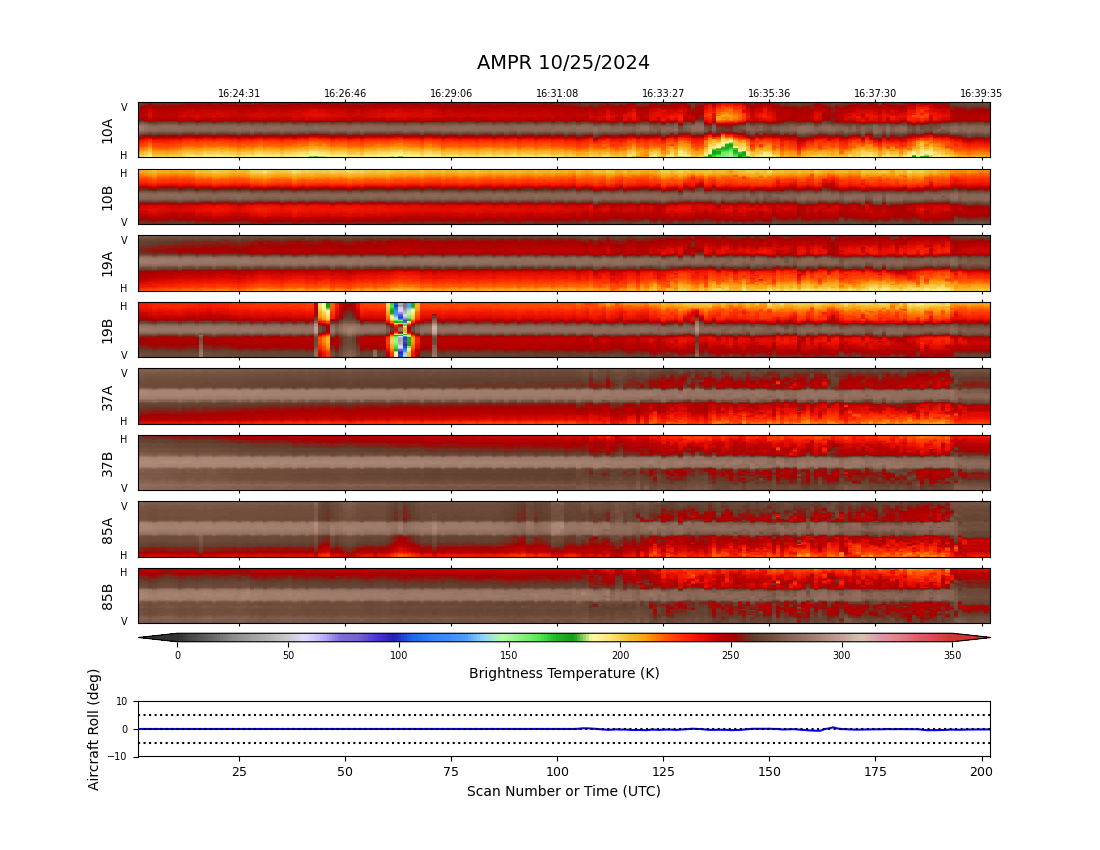 AMPR 10/25/2024
16:24:31 16:26:46 16:29:06 16:31:08 16:33:27 16:35:36 16:37:30 16:39:35
V
10A
H
H
10B
V
V
19A
H
H
19B
V
V
37A
H
H
37B
V
V
85A
H
H
85B
V
0 50 100 150 200 250 300 350
Brightness Temperature (K)
Aircraft Roll (deg)
10
0
−10
25 50 75 100 125 150 175 200
Scan Number or Time (UTC)